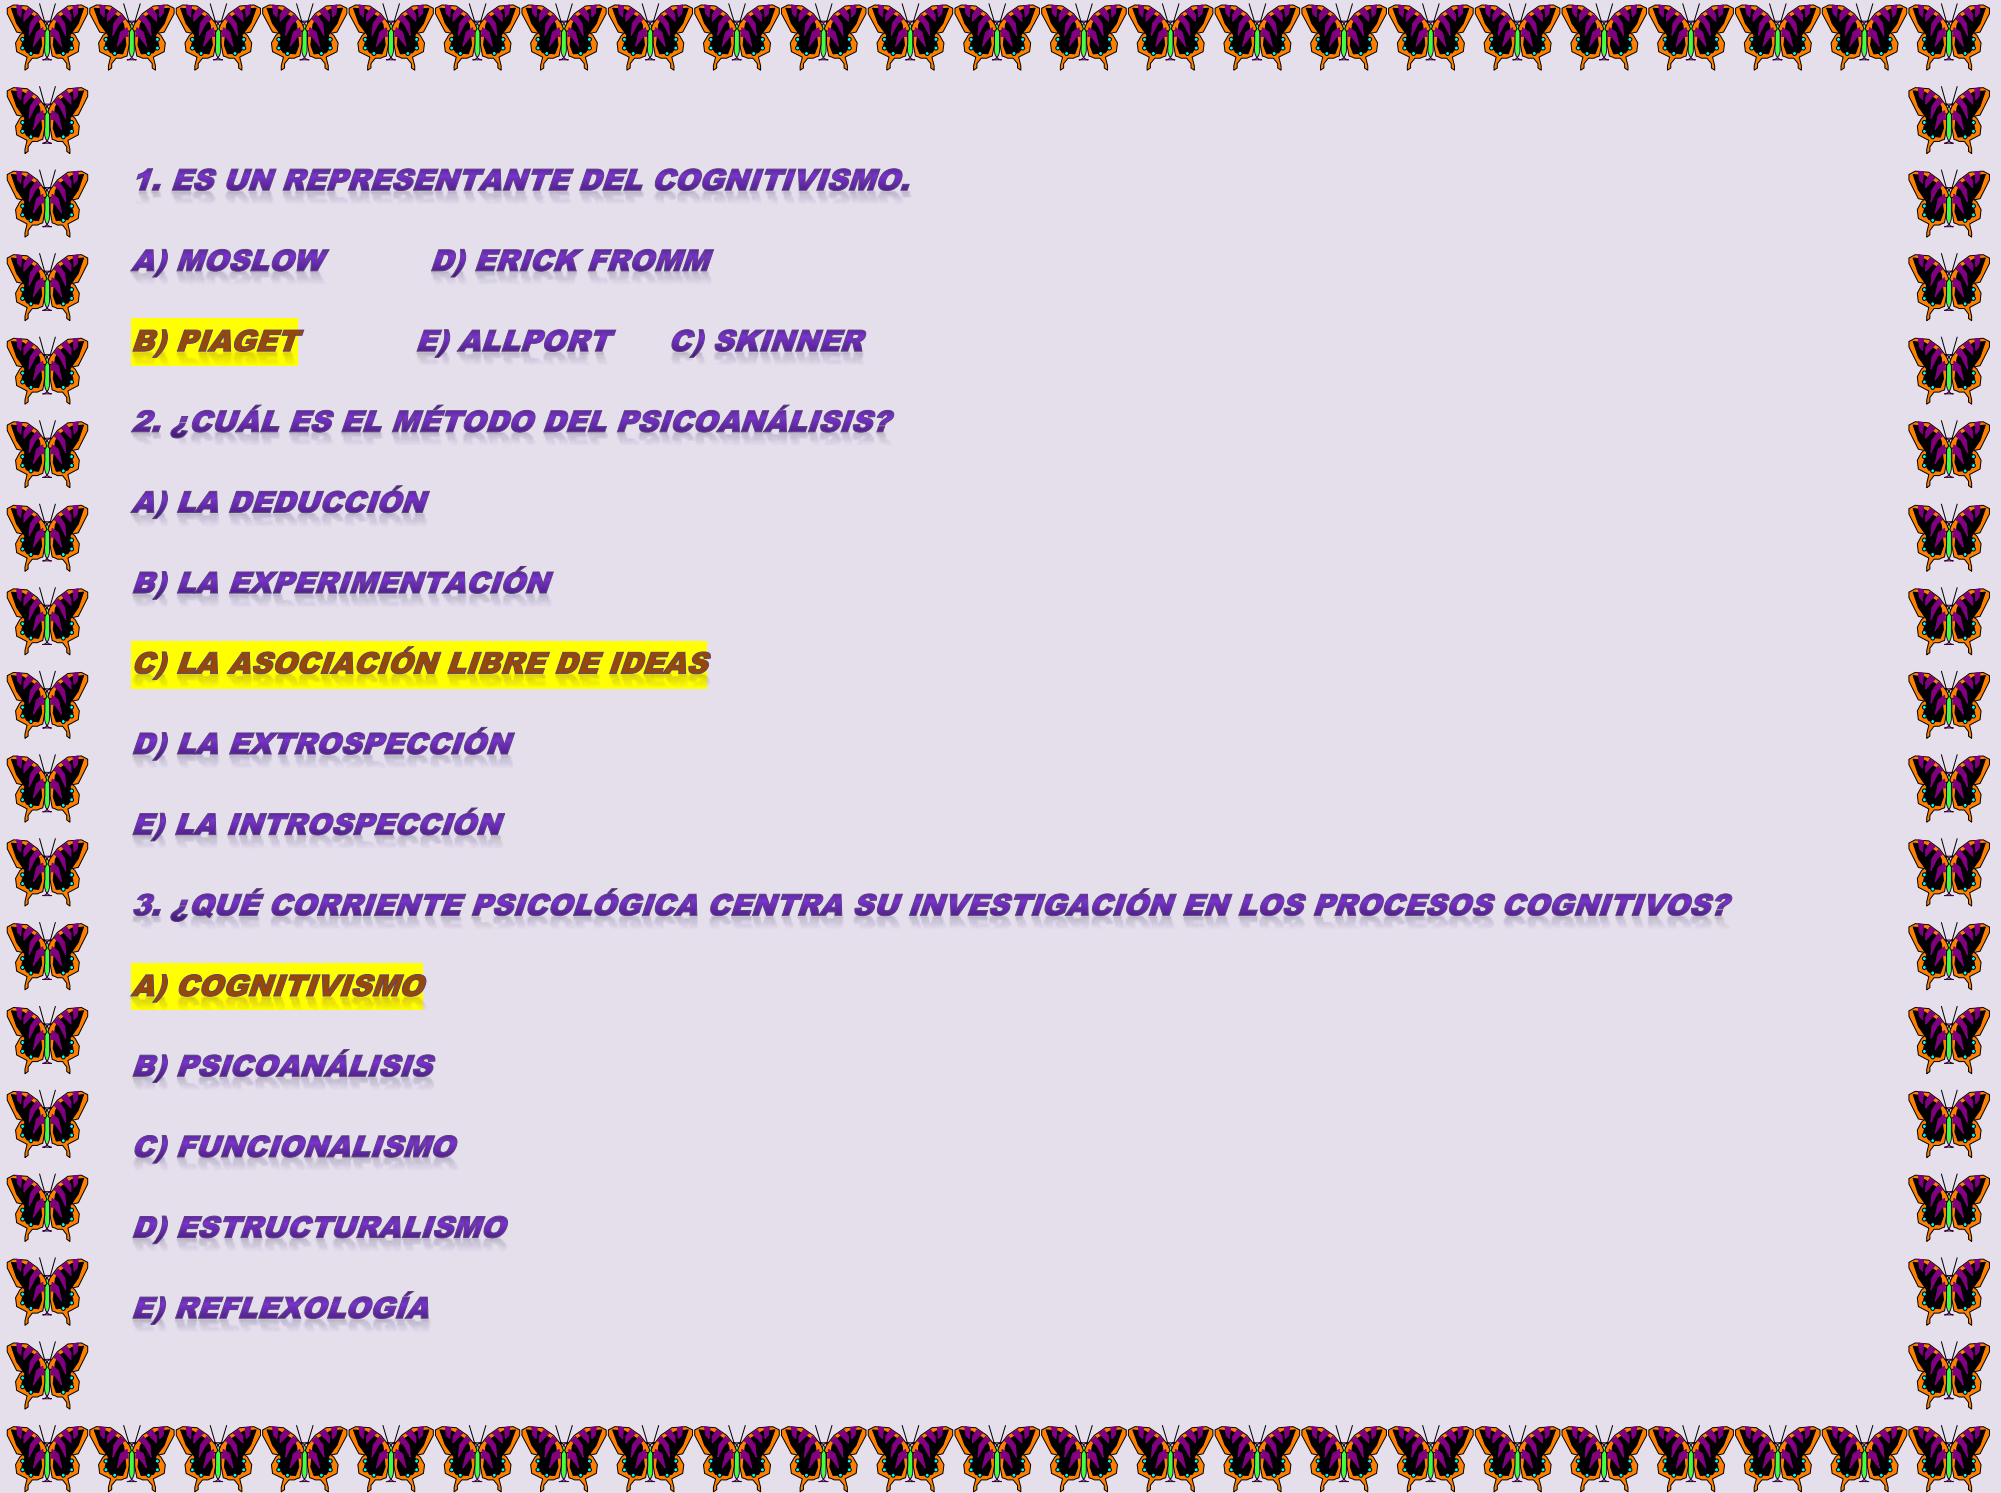 1. ES UN REPRESENTANTE DEL COGNITIVISMO.
A) MOSLOW D) ERICK FROMM
B) PIAGET E) ALLPORT C) SKINNER
2. ¿CUÁL ES EL MÉTODO DEL PSICOANÁLISIS?
A) LA DEDUCCIÓN
B) LA EXPERIMENTACIÓN
C) LA ASOCIACIÓN LIBRE DE IDEAS
D) LA EXTROSPECCIÓN
E) LA INTROSPECCIÓN
3. ¿QUÉ CORRIENTE PSICOLÓGICA CENTRA SU INVESTIGACIÓN EN LOS PROCESOS COGNITIVOS?
A) COGNITIVISMO
B) PSICOANÁLISIS
C) FUNCIONALISMO
D) ESTRUCTURALISMO
E) REFLEXOLOGÍA